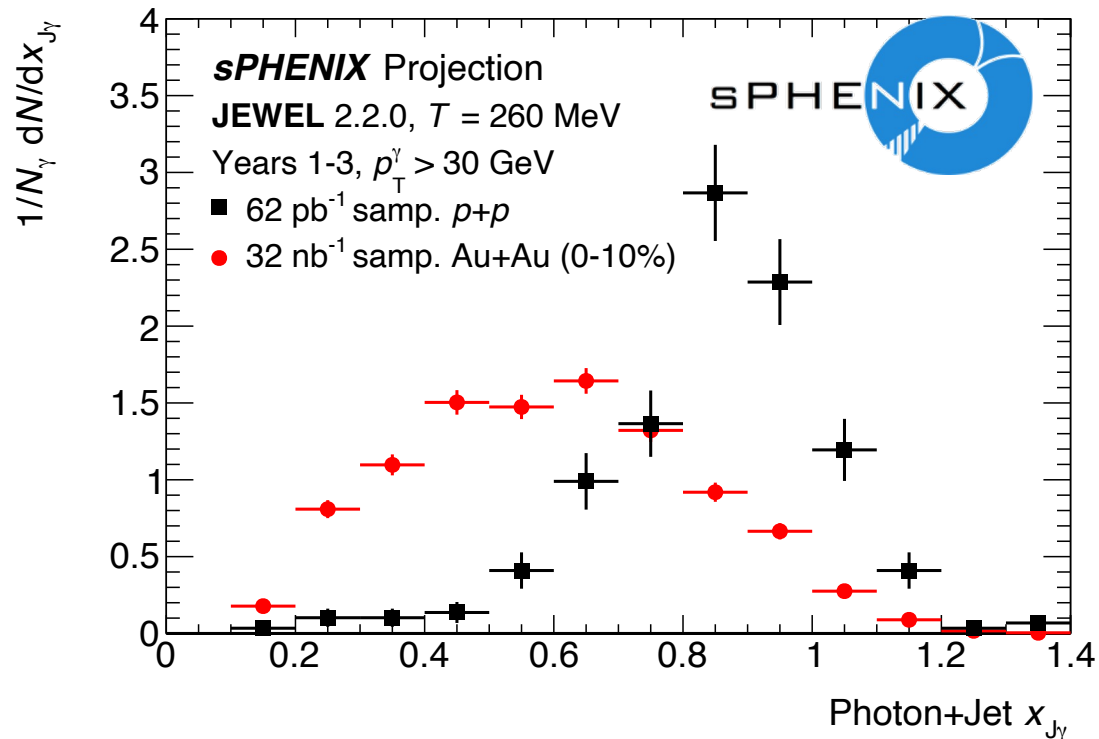 sPHENIX Projection
JEWEL 2.2.0, T = 260 MeV
Years 1-3, p_T^γ > 30 GeV
62 pb⁻¹ samp. p+p
32 nb⁻¹ samp. Au+Au (0-10%)
sPHENIX
1/N_γ dN/dx_Jγ
4
3.5
3
2.5
2
1.5
1
0.5
0
0 0.2 0.4 0.6 0.8 1 1.2 1.4
Photon+Jet x_Jγ